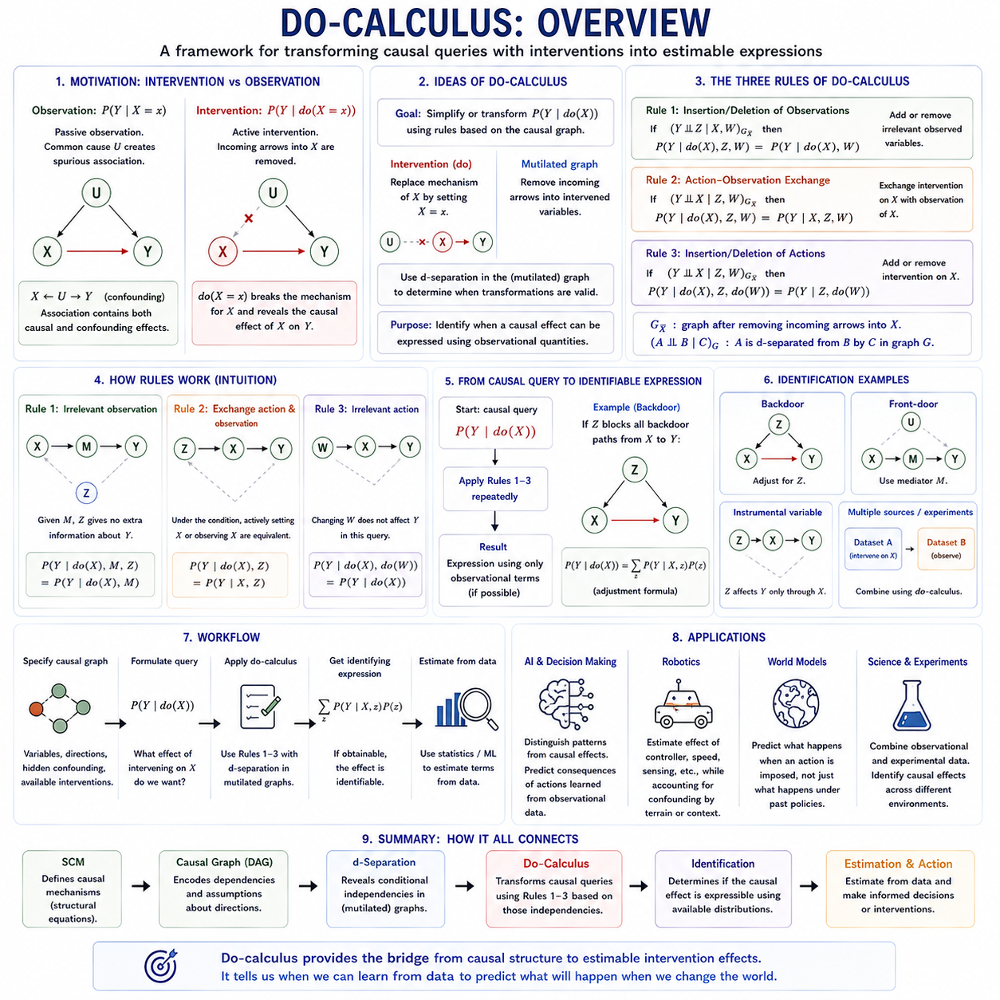 DO-CALCULUS: OVERVIEW
A framework for transforming causal queries with interventions into estimable expressions
1. MOTIVATION: INTERVENTION vs OBSERVATION
Observation: P(Y | X = x)
Passive observation.
Common cause U creates
spurious association.
U
X
Y
X ← U → Y (confounding)
Association contains both
causal and confounding effects.
Intervention: P(Y | do(X = x))
Active intervention.
Incoming arrows into X are
removed.
U
X
Y
do(X = x) breaks the mechanism
for X and reveals the causal
effect of X on Y.
2. IDEAS OF DO-CALCULUS
Goal: Simplify or transform P(Y | do(X))
using rules based on the causal graph.
Intervention (do)
Replace mechanism
of X by setting
X = x.
U X Y
Mutilated graph
Remove incoming
arrows into intervened
variables.
Use d-separation in the (mutilated) graph
to determine when transformations are valid.
Purpose: Identify when a causal effect can be
expressed using observational quantities.
3. THE THREE RULES OF DO-CALCULUS
Rule 1: Insertion/Deletion of Observations
If (Y ⫫ Z | X, W)_{G_X̅} then
P(Y | do(X), Z, W) = P(Y | do(X), W)
Add or remove
irrelevant observed
variables.
Rule 2: Action–Observation Exchange
If (Y ⫫ X | Z, W)_{G_X̅} then
P(Y | do(X), Z, W) = P(Y | X, Z, W)
Exchange intervention
on X with observation
of X.
Rule 3: Insertion/Deletion of Actions
If (Y ⫫ X | Z, W)_{G_X̅} then
P(Y | do(X), Z, do(W)) = P(Y | Z, do(W))
Add or remove
intervention on X.
G_X̅ : graph after removing incoming arrows into X.
(A ⫫ B | C)_G : A is d-separated from B by C in graph G.
4. HOW RULES WORK (INTUITION)
Rule 1: Irrelevant observation
X M Y
Z
Given M, Z gives no extra
information about Y.
P(Y | do(X), M, Z)
= P(Y | do(X), M)
Rule 2: Exchange action &
observation
Z X Y
Under the condition, actively setting
X or observing X are equivalent.
P(Y | do(X), Z)
= P(Y | X, Z)
Rule 3: Irrelevant action
W X Y
Changing W does not affect Y
in this query.
P(Y | do(X), do(W))
= P(Y | do(X))
5. FROM CAUSAL QUERY TO IDENTIFIABLE EXPRESSION
Start: causal query
P(Y | do(X))
Apply Rules 1–3
repeatedly
Result
Expression using only
observational terms
(if possible)
Example (Backdoor)
If Z blocks all backdoor
paths from X to Y:
Z
X
Y
P(Y | do(X)) = ∑_z P(Y | X, z)P(z)
(adjustment formula)
6. IDENTIFICATION EXAMPLES
Backdoor
Z
X
Y
Adjust for Z.
Front-door
U
X M Y
Use mediator M.
Instrumental variable
Z X Y
Z affects Y only through X.
Multiple sources / experiments
Dataset A
(intervene on X)
Dataset B
(observe)
Combine using do-calculus.
7. WORKFLOW
Specify causal graph
Variables, directions,
hidden confounding,
available interventions.
Formulate query
P(Y | do(X))
What effect of
intervening on X
do we want?
Apply do-calculus
Use Rules 1–3 with
d-separation in
mutilated graphs.
Get identifying
expression
∑_z P(Y | X, z)P(z)
If obtainable,
the effect is
identifiable.
Estimate from data
Use statistics / ML
to estimate terms
from data.
8. APPLICATIONS
AI & Decision Making
Distinguish patterns
from causal effects.
Predict consequences
of actions learned
from observational
data.
Robotics
Estimate effect of
controller, speed,
sensing, etc., while
accounting for
confounding by
terrain or context.
World Models
Predict what happens
when an action is
imposed, not just
what happens under
past policies.
Science & Experiments
Combine observational
and experimental data.
Identify causal effects
across different
environments.
9. SUMMARY: HOW IT ALL CONNECTS
SCM
Defines causal
mechanisms
(structural
equations).
Causal Graph (DAG)
Encodes dependencies
and assumptions
about directions.
d-Separation
Reveals conditional
independencies in
(mutilated) graphs.
Do-Calculus
Transforms causal queries
using Rules 1–3 based on
those independencies.
Identification
Determines if the causal
effect is expressible using
available distributions.
Estimation & Action
Estimate from data and
make informed decisions
or interventions.
Do-calculus provides the bridge from causal structure to estimable intervention effects.
It tells us when we can learn from data to predict what will happen when we change the world.